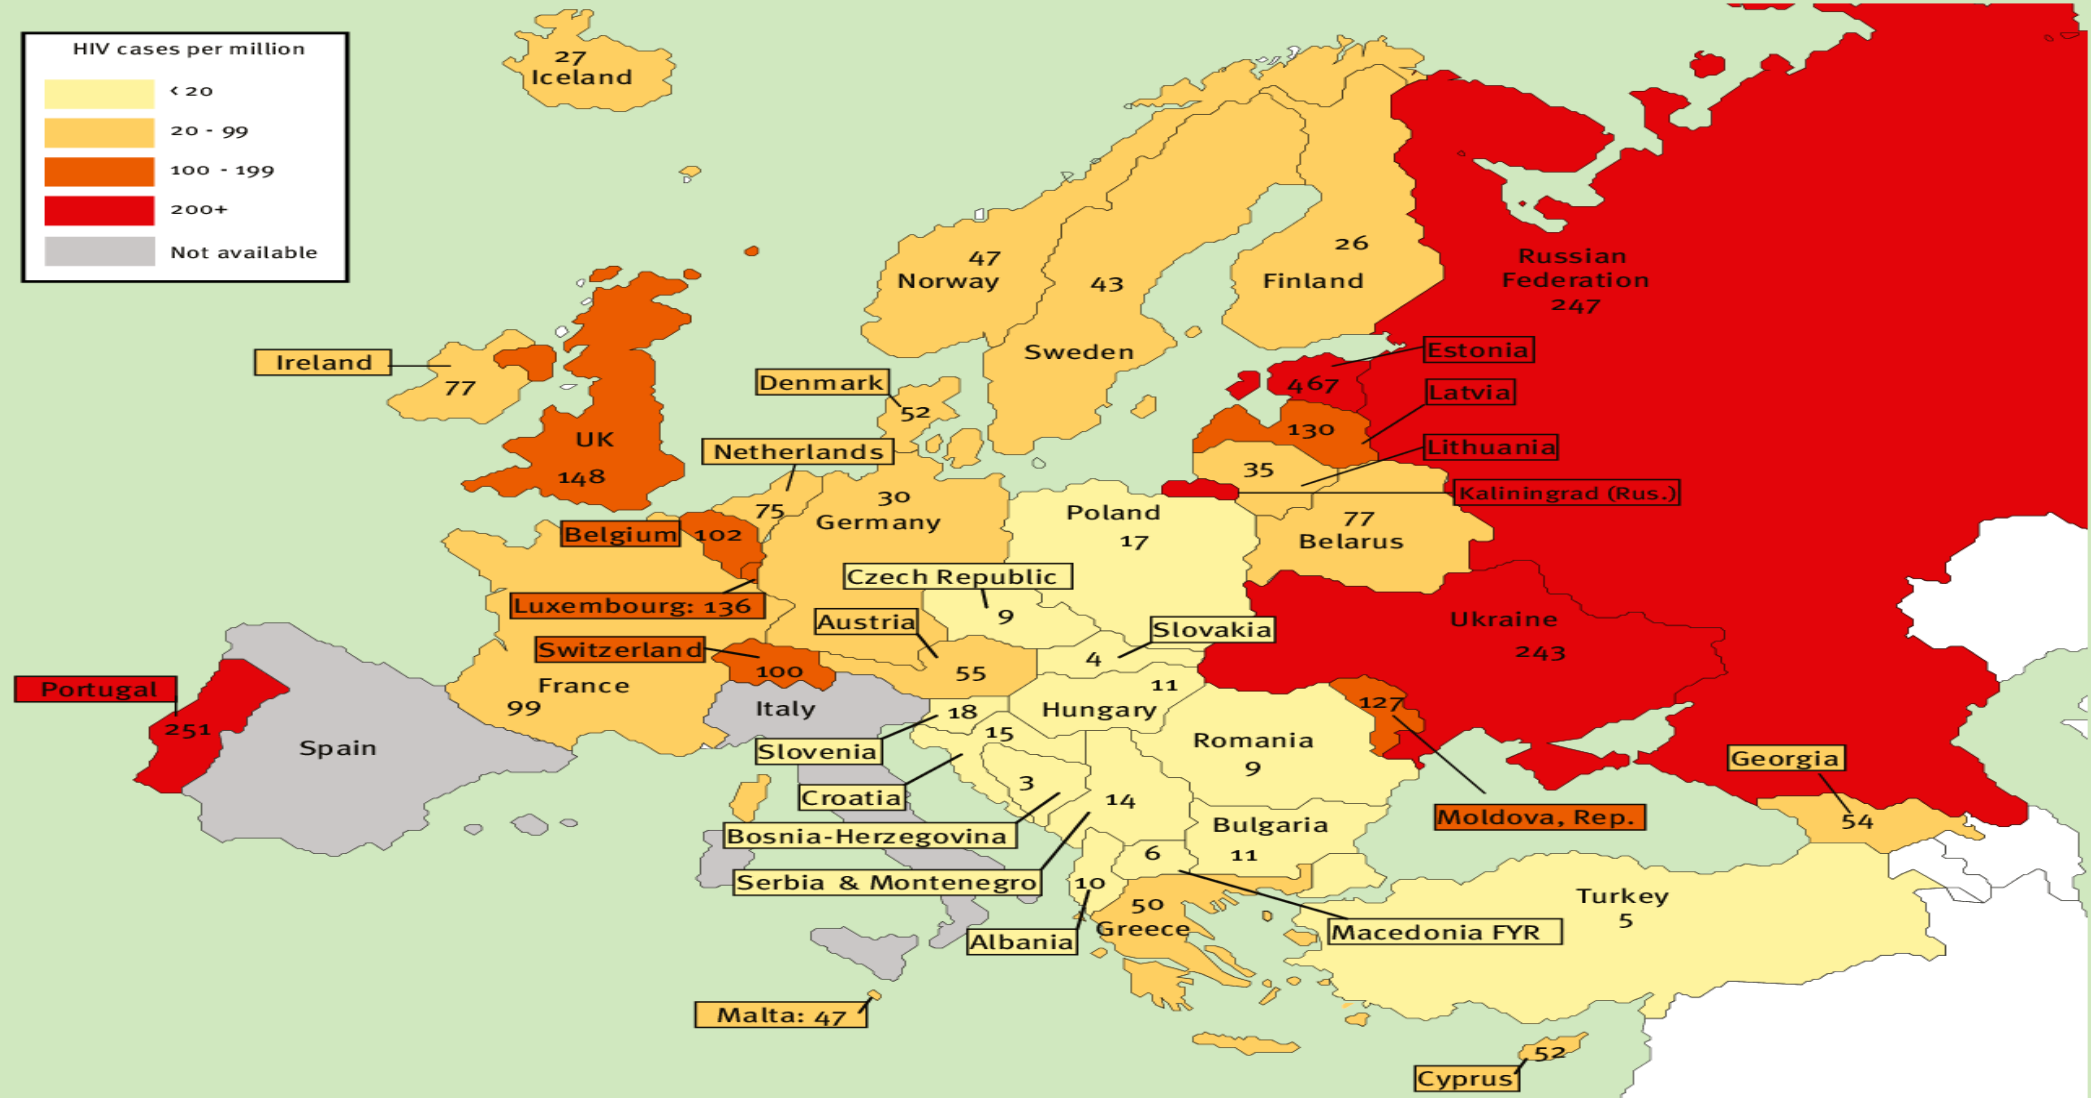 HIV cases per million
< 20
20 - 99
100 - 199
200+
Not available
27
Iceland
47
Norway
43
Sweden
26
Finland
Russian
Federation
247
Ireland
77
UK
148
Denmark
52
Netherlands
75
Estonia
467
Latvia
130
Lithuania
35
Kaliningrad (Rus.)
30
Germany
Belgium 102
Poland
17
77
Belarus
Luxembourg: 136
Czech Republic
9
Austria
55
Slovakia
4
Ukraine
243
Switzerland
100
France
99
Portugal
251
Spain
Italy
11
Hungary
18
Slovenia
15
Croatia
3
Bosnia-Herzegovina
14
Serbia & Montenegro
Romania
9
127
Moldova, Rep.
Georgia
54
Bulgaria
11
6
Macedonia FYR
10
Albania
50
Greece
Turkey
5
Malta: 47
52
Cyprus